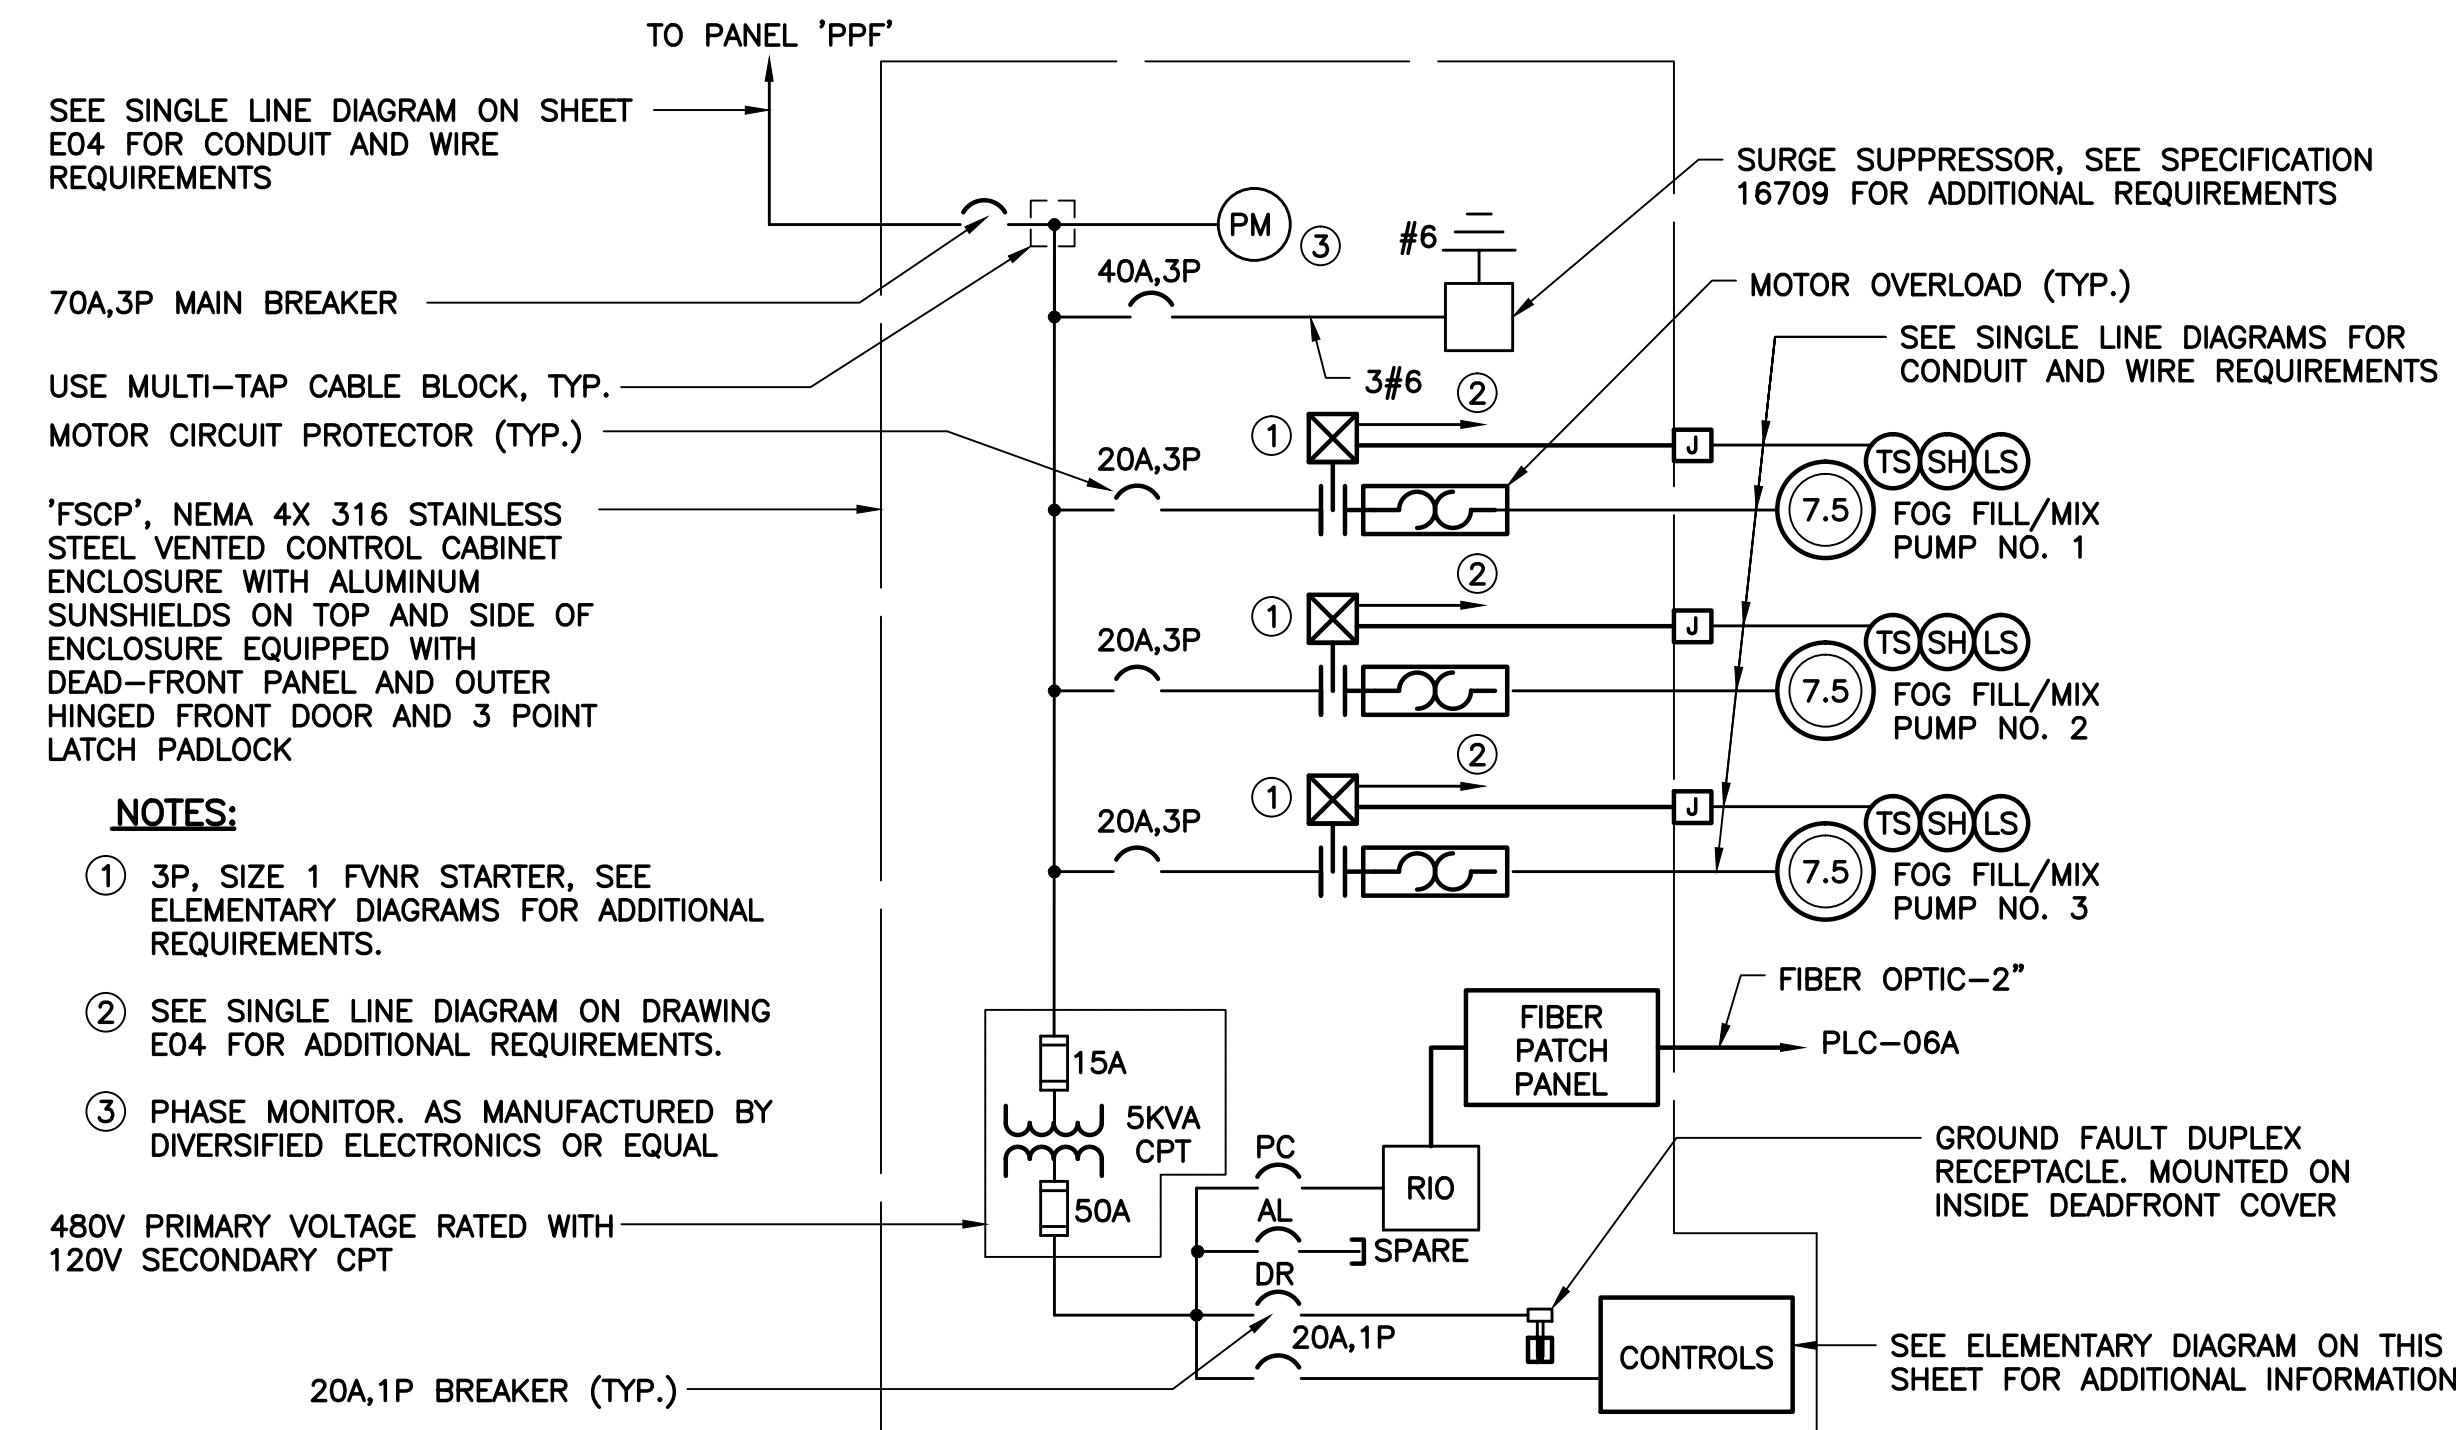 TO PANEL 'PPF'
SEE SINGLE LINE DIAGRAM ON SHEET
E04 FOR CONDUIT AND WIRE
REQUIREMENTS
70A,3P MAIN BREAKER
USE MULTI-TAP CABLE BLOCK, TYP.
MOTOR CIRCUIT PROTECTOR (TYP.)
'FSCP', NEMA 4X 316 STAINLESS
STEEL VENTED CONTROL CABINET
ENCLOSURE WITH ALUMINUM
SUNSHIELDS ON TOP AND SIDE OF
ENCLOSURE EQUIPPED WITH
DEAD-FRONT PANEL AND OUTER
HINGED FRONT DOOR AND 3 POINT
LATCH PADLOCK
NOTES:
1 3P, SIZE 1 FVNR STARTER, SEE
ELEMENTARY DIAGRAMS FOR ADDITIONAL
REQUIREMENTS.
2 SEE SINGLE LINE DIAGRAM ON DRAWING
E04 FOR ADDITIONAL REQUIREMENTS.
3 PHASE MONITOR. AS MANUFACTURED BY
DIVERSIFIED ELECTRONICS OR EQUAL
480V PRIMARY VOLTAGE RATED WITH
120V SECONDARY CPT
20A,1P BREAKER (TYP.)
PM
3
#6
40A,3P
3#6
SURGE SUPPRESSOR, SEE SPECIFICATION
16709 FOR ADDITIONAL REQUIREMENTS
MOTOR OVERLOAD (TYP.)
SEE SINGLE LINE DIAGRAMS FOR
CONDUIT AND WIRE REQUIREMENTS
2
1
J
20A,3P
TS SH LS
7.5
FOG FILL/MIX
PUMP NO. 1
2
1
J
20A,3P
TS SH LS
7.5
FOG FILL/MIX
PUMP NO. 2
2
1
J
20A,3P
TS SH LS
7.5
FOG FILL/MIX
PUMP NO. 3
15A
5KVA
CPT
50A
FIBER
PATCH
PANEL
FIBER OPTIC-2"
PLC-06A
PC
RIO
AL
SPARE
DR
20A,1P
GROUND FAULT DUPLEX
RECEPTACLE. MOUNTED ON
INSIDE DEADFRONT COVER
CONTROLS
SEE ELEMENTARY DIAGRAM ON THIS
SHEET FOR ADDITIONAL INFORMATION